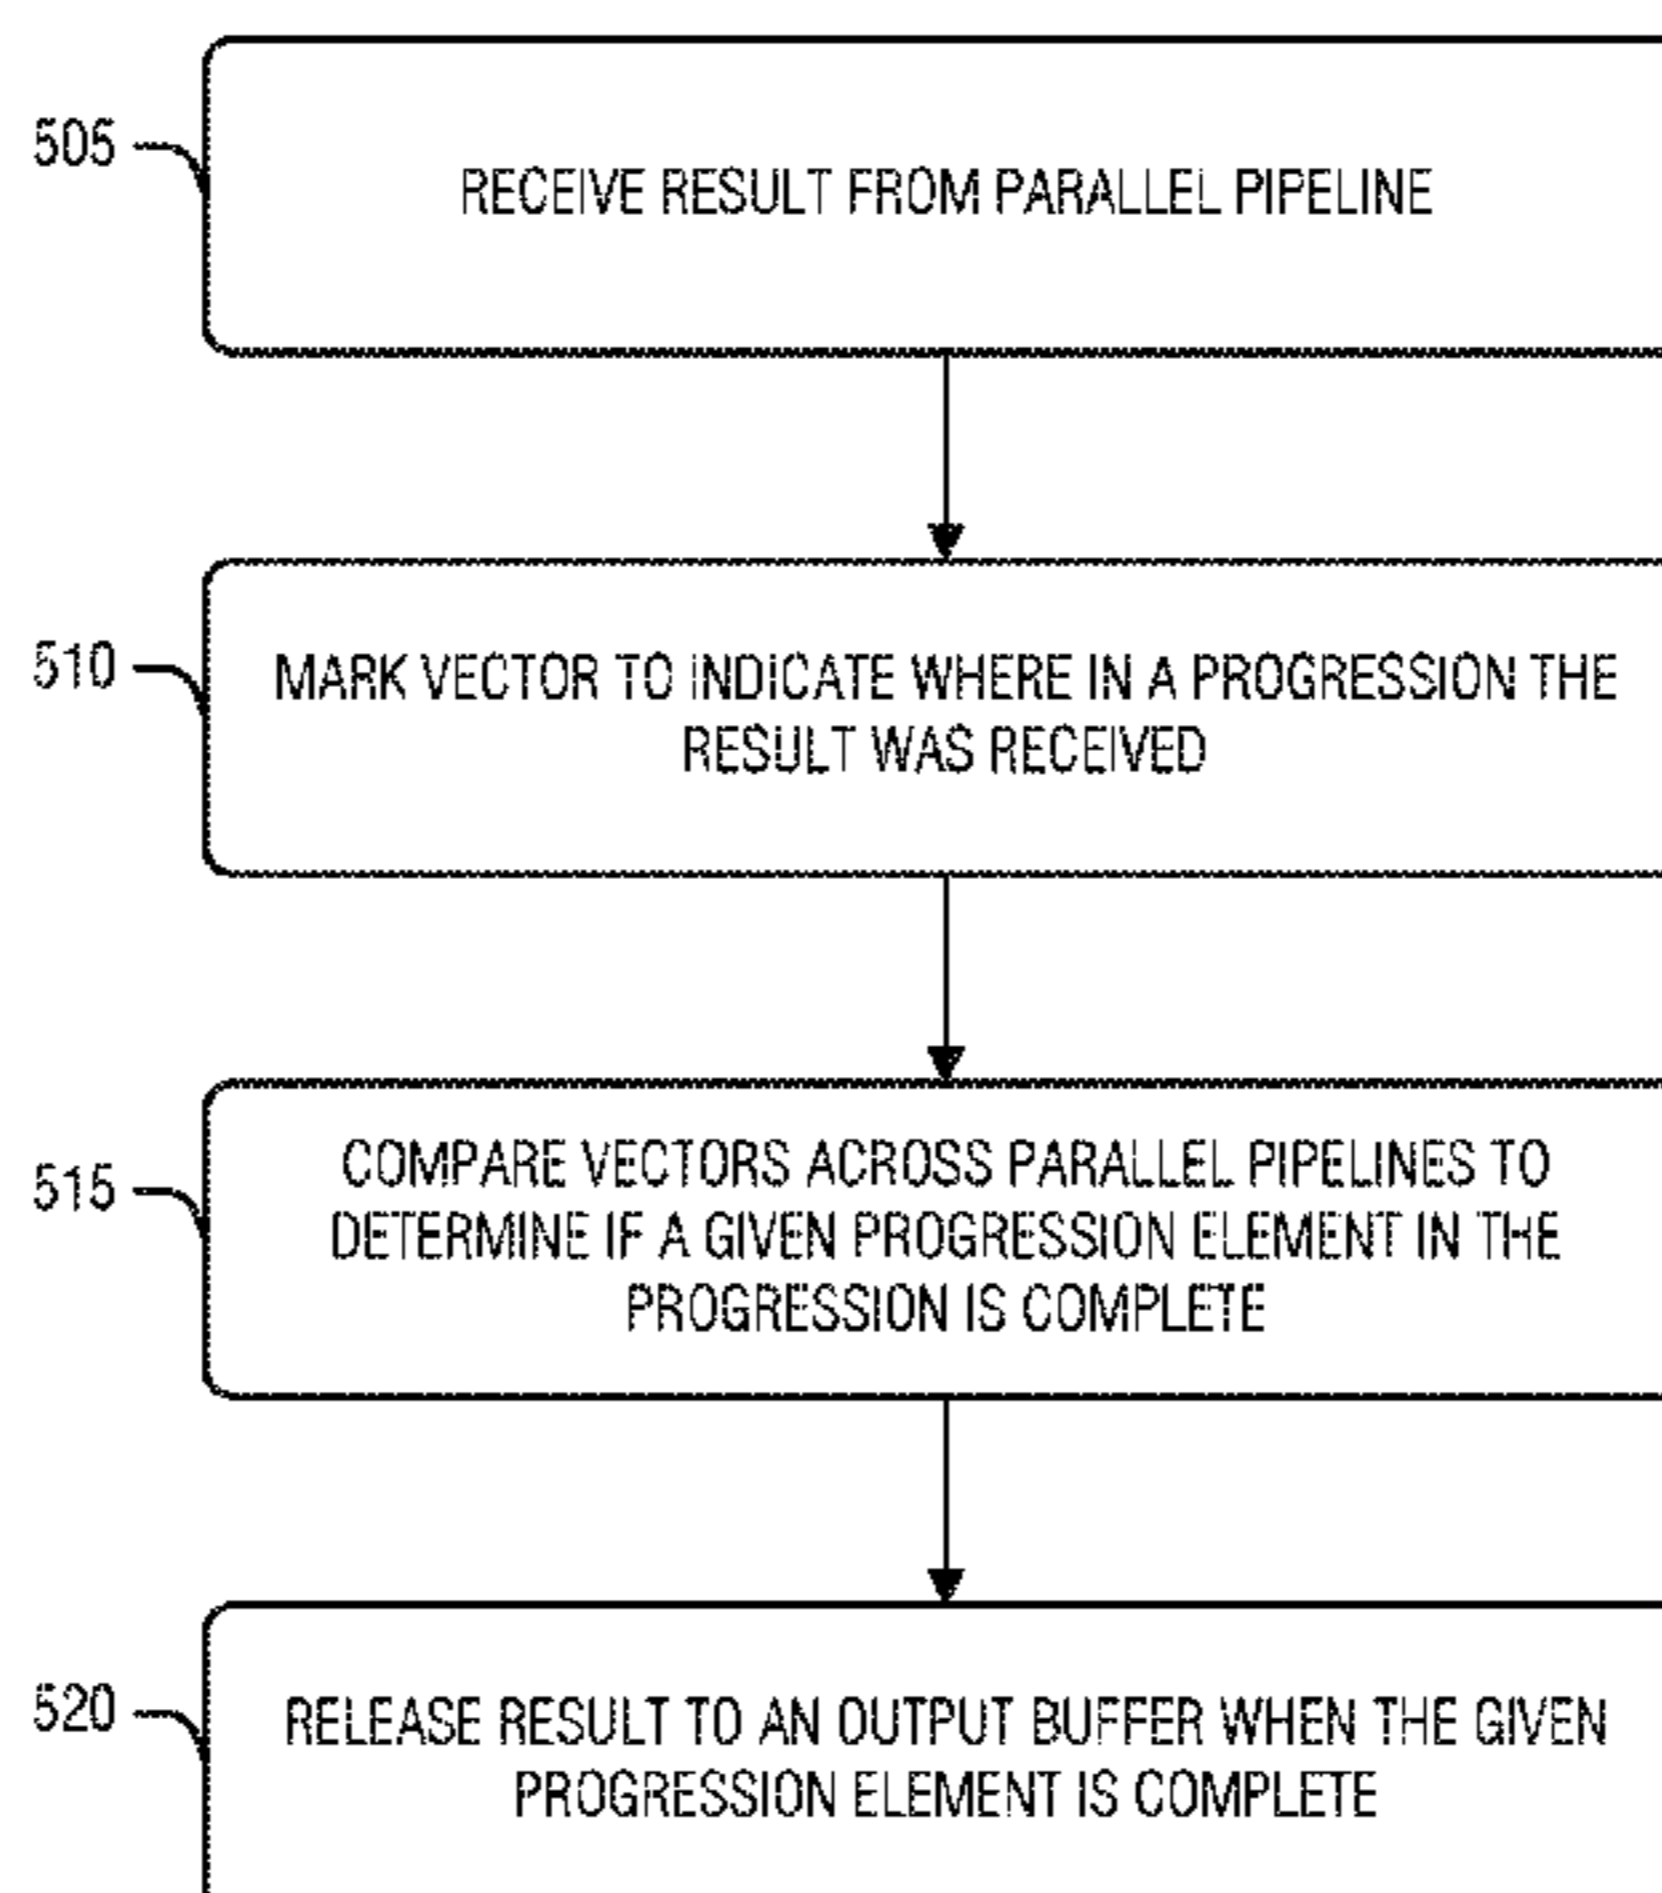 505
RECEIVE RESULT FROM PARALLEL PIPELINE
510
MARK VECTOR TO INDICATE WHERE IN A PROGRESSION THE
RESULT WAS RECEIVED
515
COMPARE VECTORS ACROSS PARALLEL PIPELINES TO
DETERMINE IF A GIVEN PROGRESSION ELEMENT IN THE
PROGRESSION IS COMPLETE
520
RELEASE RESULT TO AN OUTPUT BUFFER WHEN THE GIVEN
PROGRESSION ELEMENT IS COMPLETE